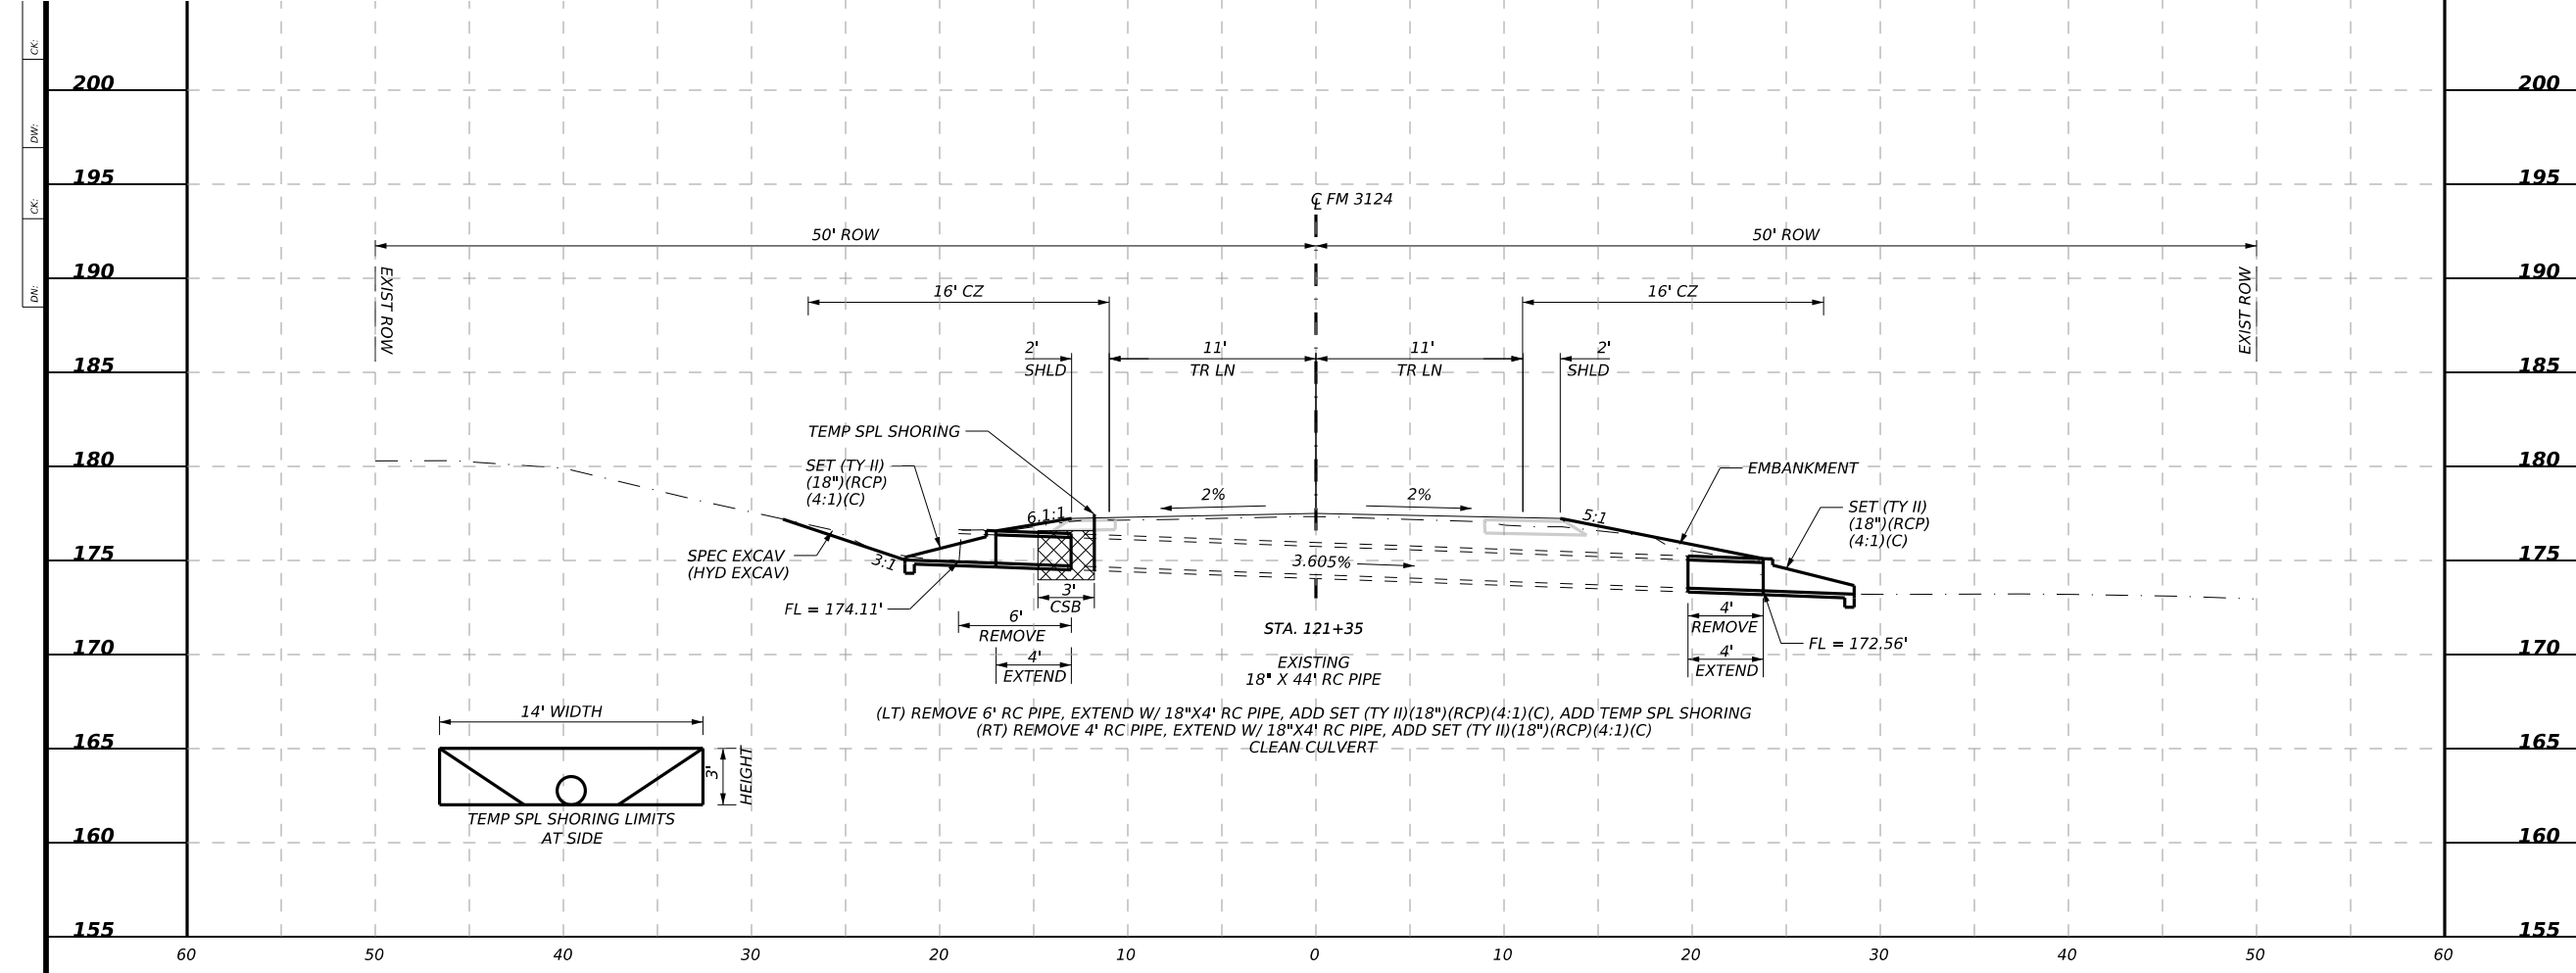 CK:
DW:
CK:
DN:
200
200
195
195
℄ FM 3124
50' ROW
50' ROW
190
190
EXIST ROW
EXIST ROW
16' CZ
16' CZ
2'
11'
11'
2'
185
185
SHLD
TR LN
TR LN
SHLD
TEMP SPL SHORING
180
180
SET (TY II)
(18")(RCP)
(4:1)(C)
EMBANKMENT
2%
2%
SET (TY II)
(18")(RCP)
(4:1)(C)
6.1:1
5:1
175
175
SPEC EXCAV
(HYD EXCAV)
3:1
3.605%
3'
CSB
FL = 174.11'
6'
REMOVE
4'
REMOVE
STA. 121+35
FL = 172.56'
170
170
4'
EXTEND
4'
EXTEND
EXISTING
18" X 44' RC PIPE
14' WIDTH
(LT) REMOVE 6' RC PIPE, EXTEND W/ 18"X4' RC PIPE, ADD SET (TY II)(18")(RCP)(4:1)(C), ADD TEMP SPL SHORING
(RT) REMOVE 4' RC PIPE, EXTEND W/ 18"X4' RC PIPE, ADD SET (TY II)(18")(RCP)(4:1)(C)
CLEAN CULVERT
165
165
3'
HEIGHT
TEMP SPL SHORING LIMITS
AT SIDE
160
160
155
155
60
50
40
30
20
10
0
10
20
30
40
50
60